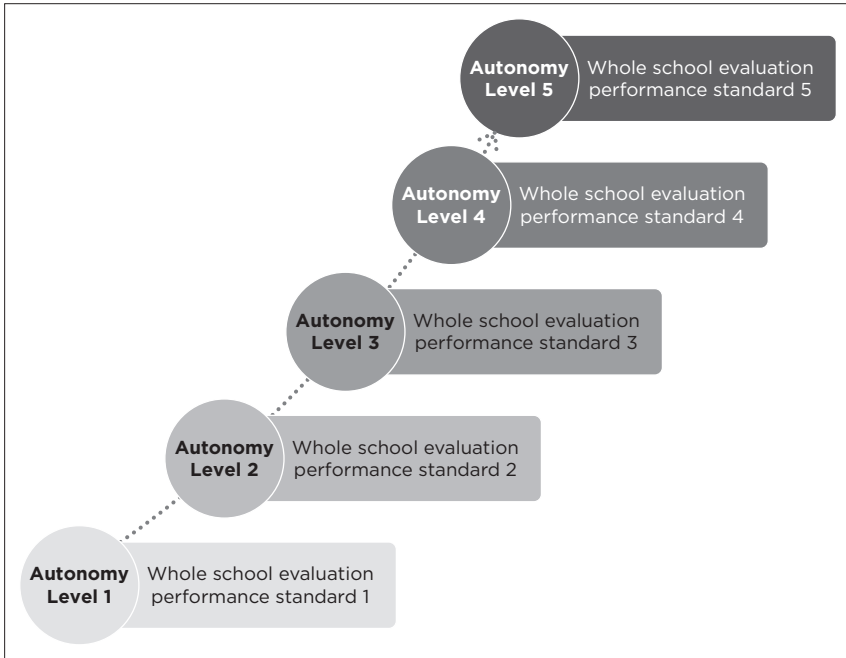 Autonomy
Level 5
Whole school evaluation
performance standard 5
Autonomy
Level 4
Whole school evaluation
performance standard 4
Autonomy
Level 3
Whole school evaluation
performance standard 3
Autonomy
Level 2
Whole school evaluation
performance standard 2
Autonomy
Level 1
Whole school evaluation
performance standard 1